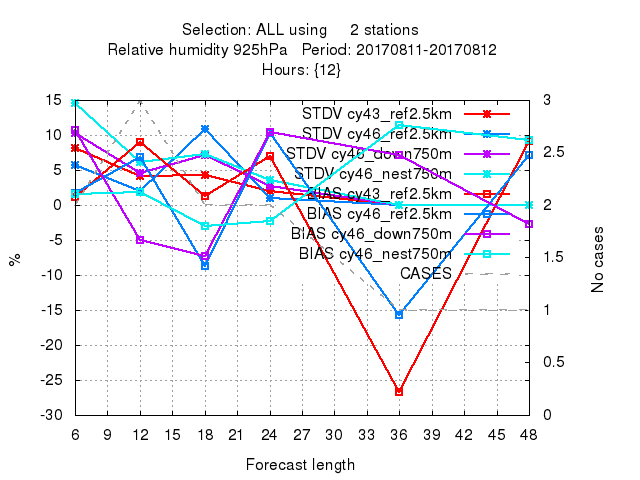 Selection: ALL using 2 stations
Relative humidity 925hPa Period: 20170811-20170812
Hours: {12}
15
10
5
0
-5
-10
-15
-20
-25
-30
%
3
2.5
2
1.5
1
0.5
0
No cases
STDV cy43_ref2.5km
STDV cy46_ref2.5km
STDV cy46_down750m
STDV cy46_nest750m
BIAS cy43_ref2.5km
BIAS cy46_ref2.5km
BIAS cy46_down750m
BIAS cy46_nest750m
CASES
6 12 15 18 21 24 27 30 33 36 39 42 44 48
Forecast length